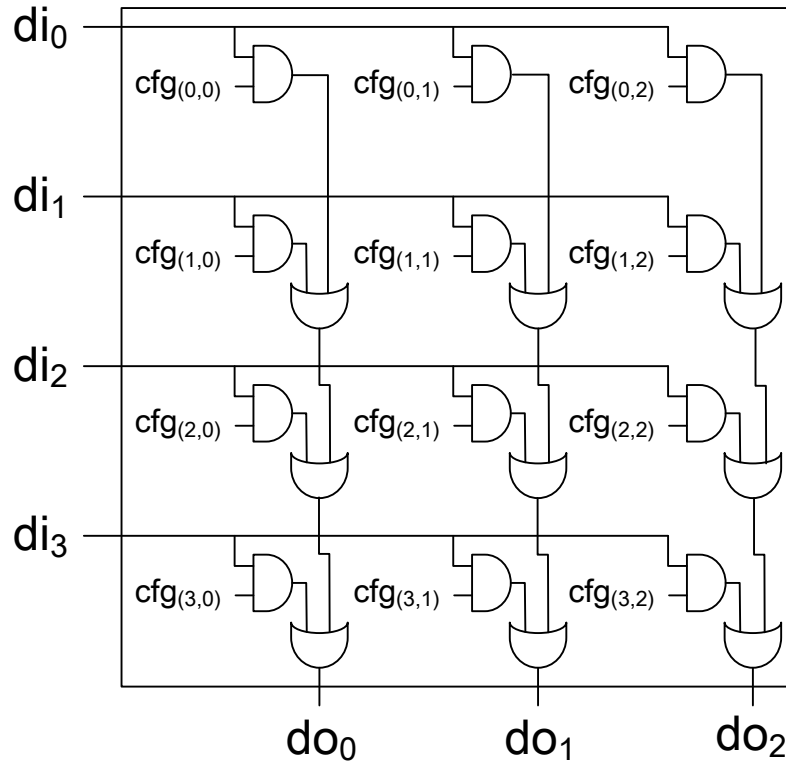 di₀
cfg₍₀,₀₎ cfg₍₀,₁₎ cfg₍₀,₂₎
di₁
cfg₍₁,₀₎ cfg₍₁,₁₎ cfg₍₁,₂₎
di₂
cfg₍₂,₀₎ cfg₍₂,₁₎ cfg₍₂,₂₎
di₃
cfg₍₃,₀₎ cfg₍₃,₁₎ cfg₍₃,₂₎
do₀ do₁ do₂